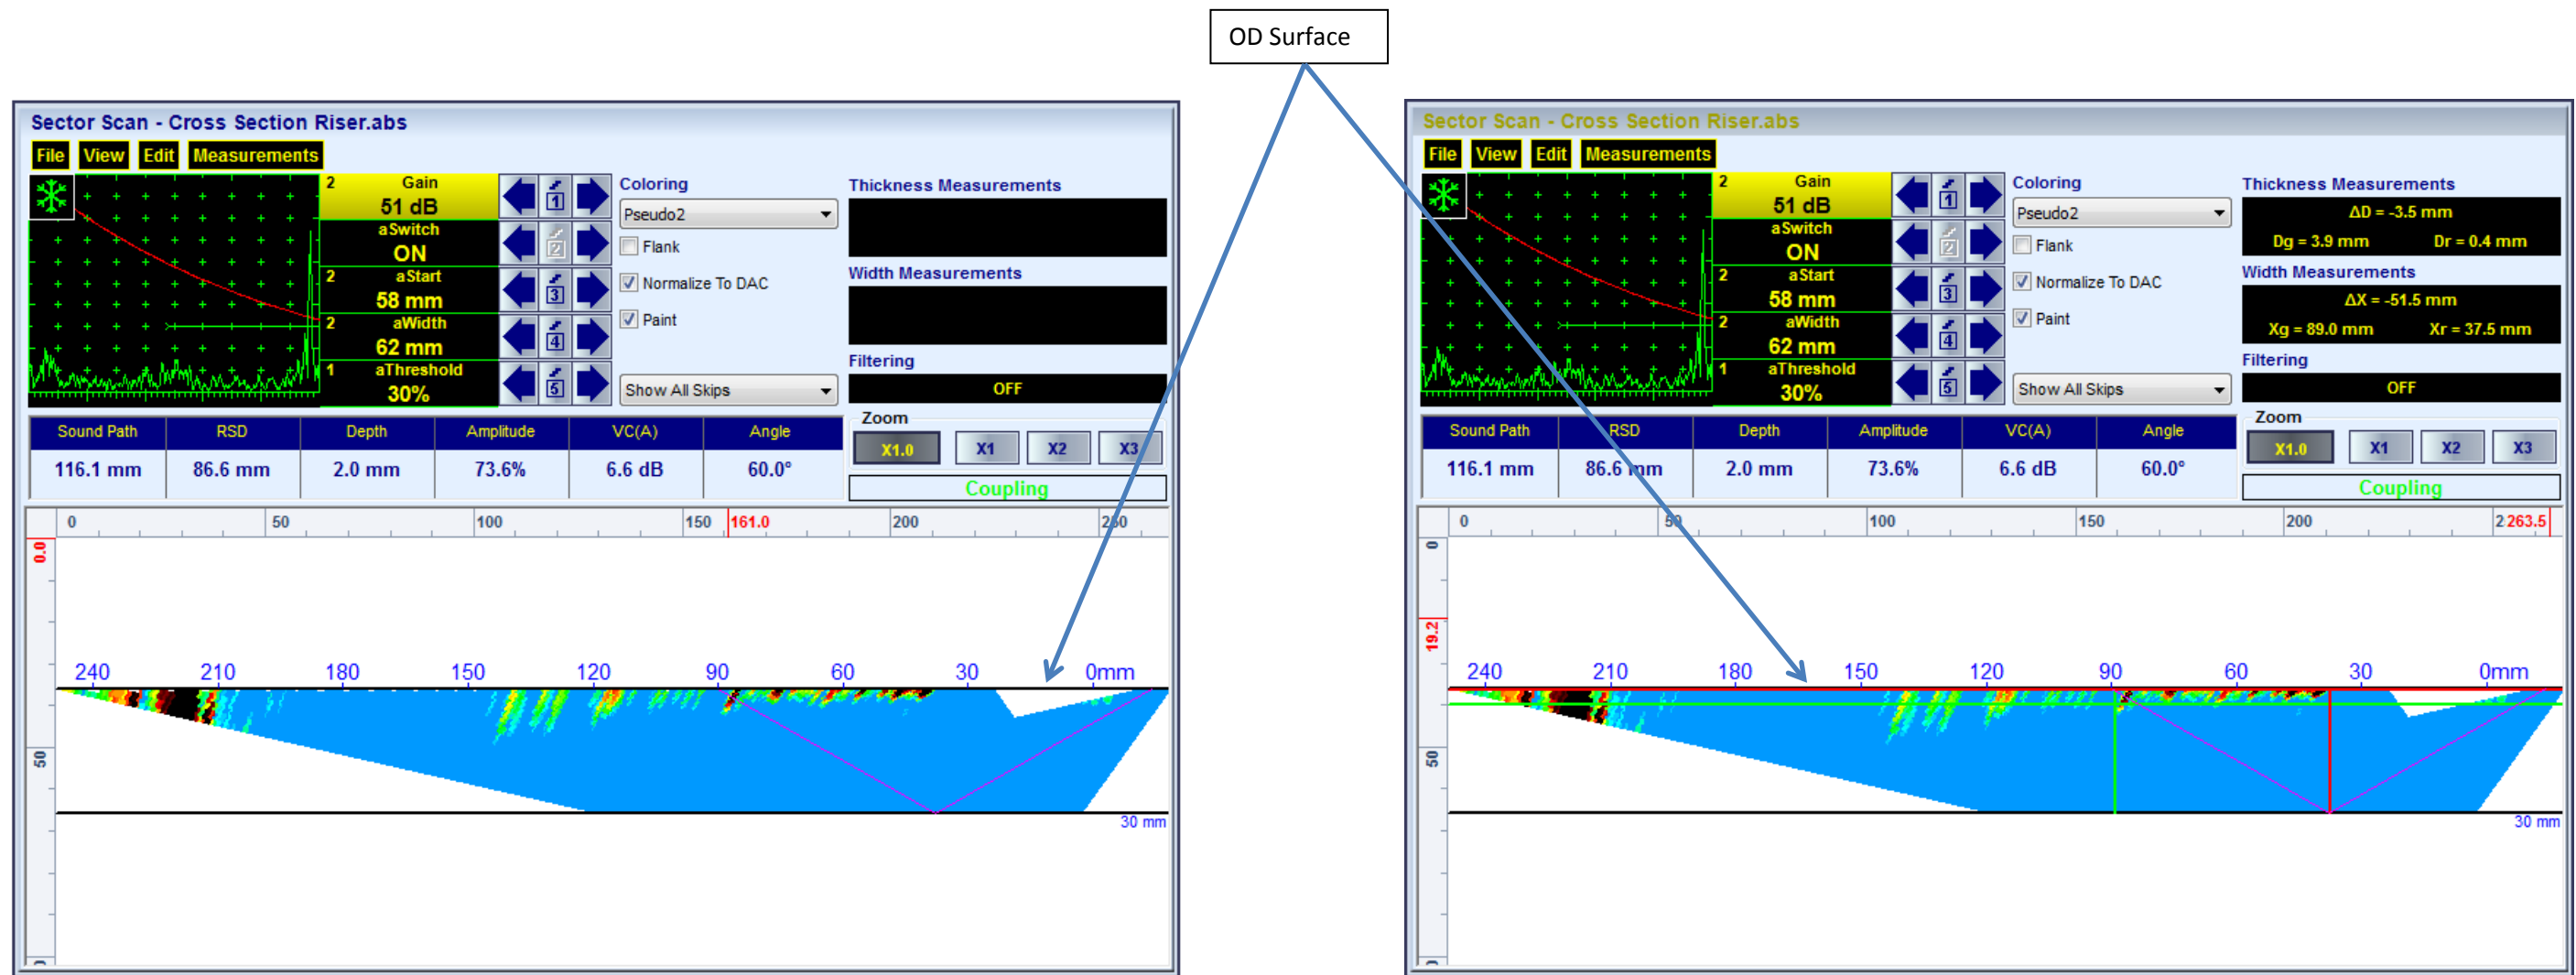 OD Surface
Sector Scan - Cross Section Riser.abs
File View Edit Measurements
2 Gain
51 dB
aSwitch
ON
2 aStart
58 mm
2 aWidth
62 mm
1 aThreshold
30%
1
2
3
4
5
Coloring
Pseudo2
Flank
Normalize To DAC
Paint
Show All Skips
Thickness Measurements
Width Measurements
Filtering
OFF
Zoom
X1.0 X1 X2 X3
Coupling
Sound Path RSD Depth Amplitude VC(A) Angle
116.1 mm 86.6 mm 2.0 mm 73.6% 6.6 dB 60.0°
0 50 100 150 161.0 200 250
0.0
240 210 180 150 120 90 60 30 0mm
50
30 mm
Sector Scan - Cross Section Riser.abs
File View Edit Measurements
2 Gain
51 dB
aSwitch
ON
2 aStart
58 mm
2 aWidth
62 mm
1 aThreshold
30%
1
2
3
4
5
Coloring
Pseudo2
Flank
Normalize To DAC
Paint
Show All Skips
Thickness Measurements
ΔD = -3.5 mm
Dg = 3.9 mm Dr = 0.4 mm
Width Measurements
ΔX = -51.5 mm
Xg = 89.0 mm Xr = 37.5 mm
Filtering
OFF
Zoom
X1.0 X1 X2 X3
Coupling
Sound Path RSD Depth Amplitude VC(A) Angle
116.1 mm 86.6 mm 2.0 mm 73.6% 6.6 dB 60.0°
0 50 100 150 200 2 263.5
0
19.2
240 210 180 150 120 90 60 30 0mm
50
30 mm